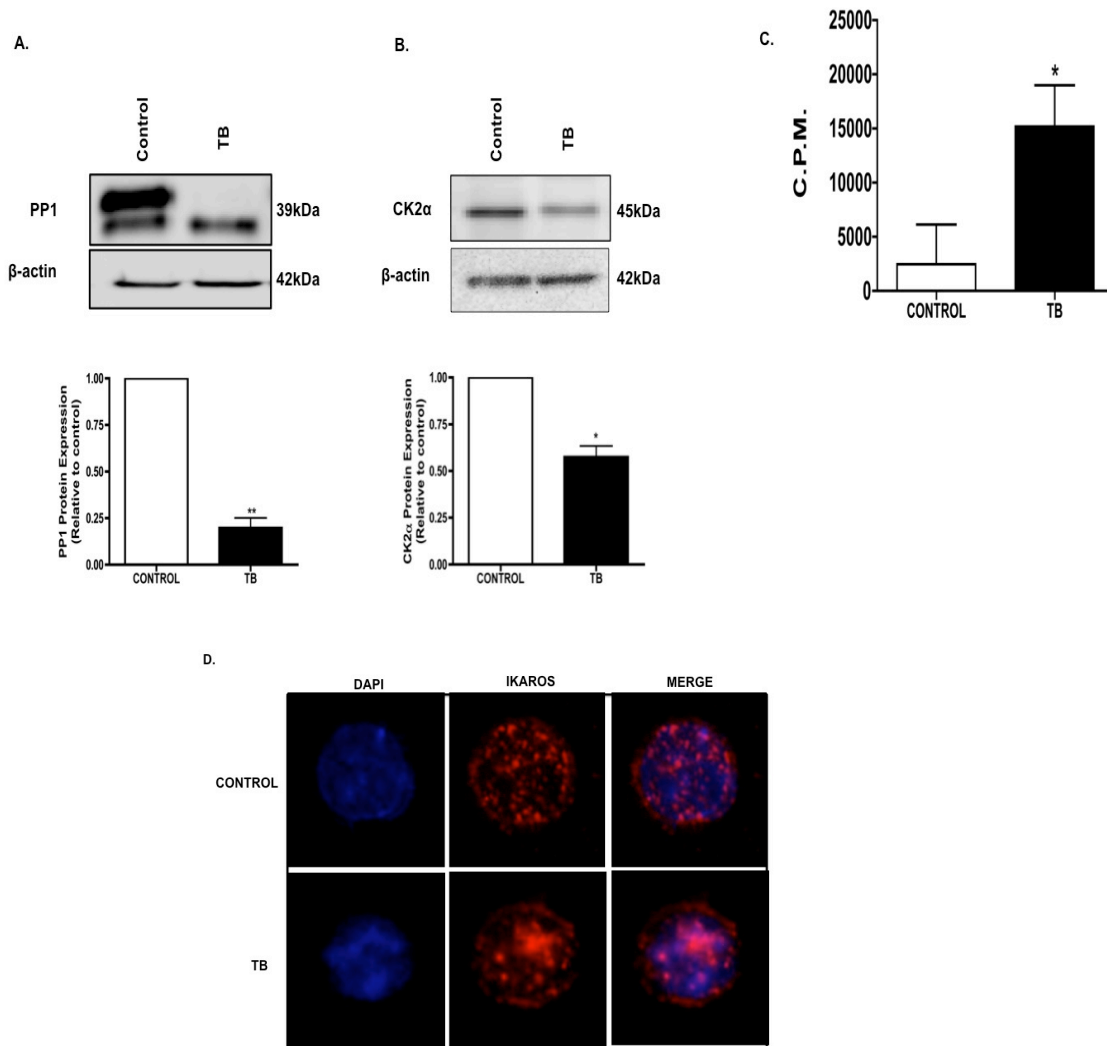 A.
Control
TB
PP1
39kDa
β-actin
42kDa
1.00
0.75
0.50
0.25
0.00
PP1 Protein Expression
(Relative to control)
**
CONTROL
TB
B.
Control
TB
CK2α
45kDa
β-actin
42kDa
1.00
0.75
0.50
0.25
0.00
CK2α Protein Expression
(Relative to control)
*
CONTROL
TB
C.
25000
20000
15000
10000
5000
0
C.P.M.
*
CONTROL
TB
D.
DAPI
IKAROS
MERGE
CONTROL
TB